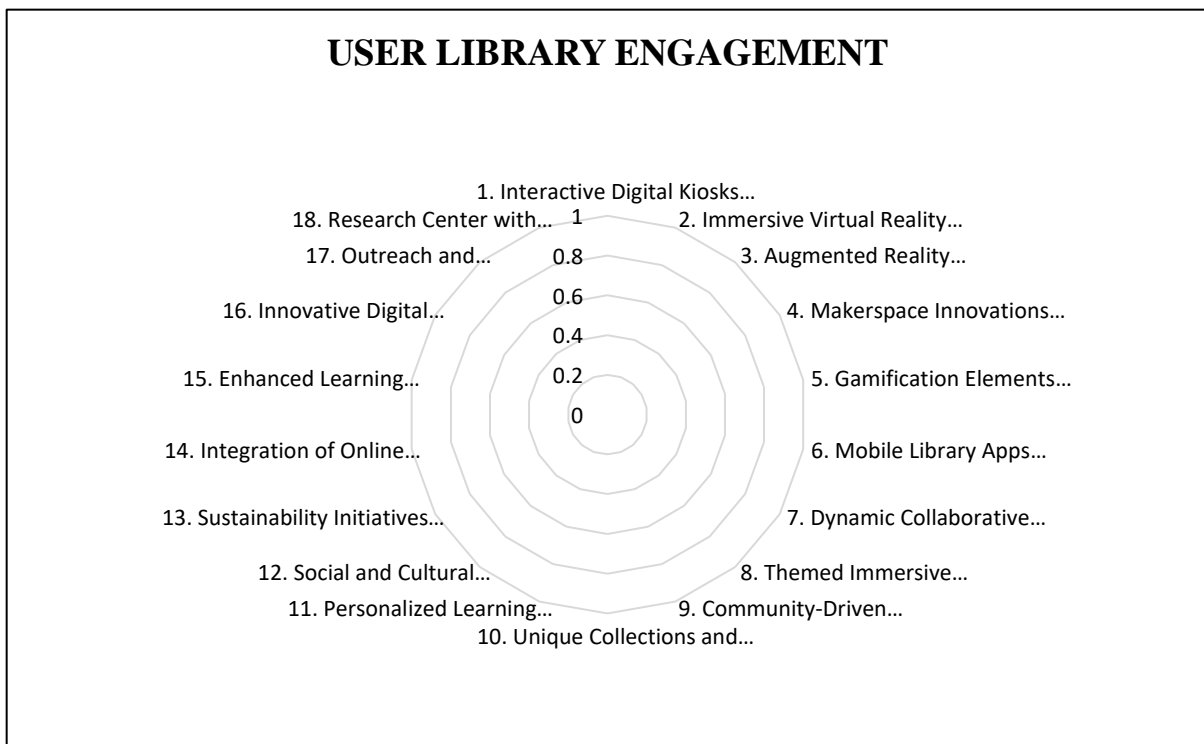 USER LIBRARY ENGAGEMENT
1. Interactive Digital Kiosks…
2. Immersive Virtual Reality…
3. Augmented Reality…
4. Makerspace Innovations…
5. Gamification Elements…
6. Mobile Library Apps…
7. Dynamic Collaborative…
8. Themed Immersive…
9. Community-Driven…
10. Unique Collections and…
11. Personalized Learning…
12. Social and Cultural…
13. Sustainability Initiatives…
14. Integration of Online…
15. Enhanced Learning…
16. Innovative Digital…
17. Outreach and…
18. Research Center with…
1
0.8
0.6
0.4
0.2
0